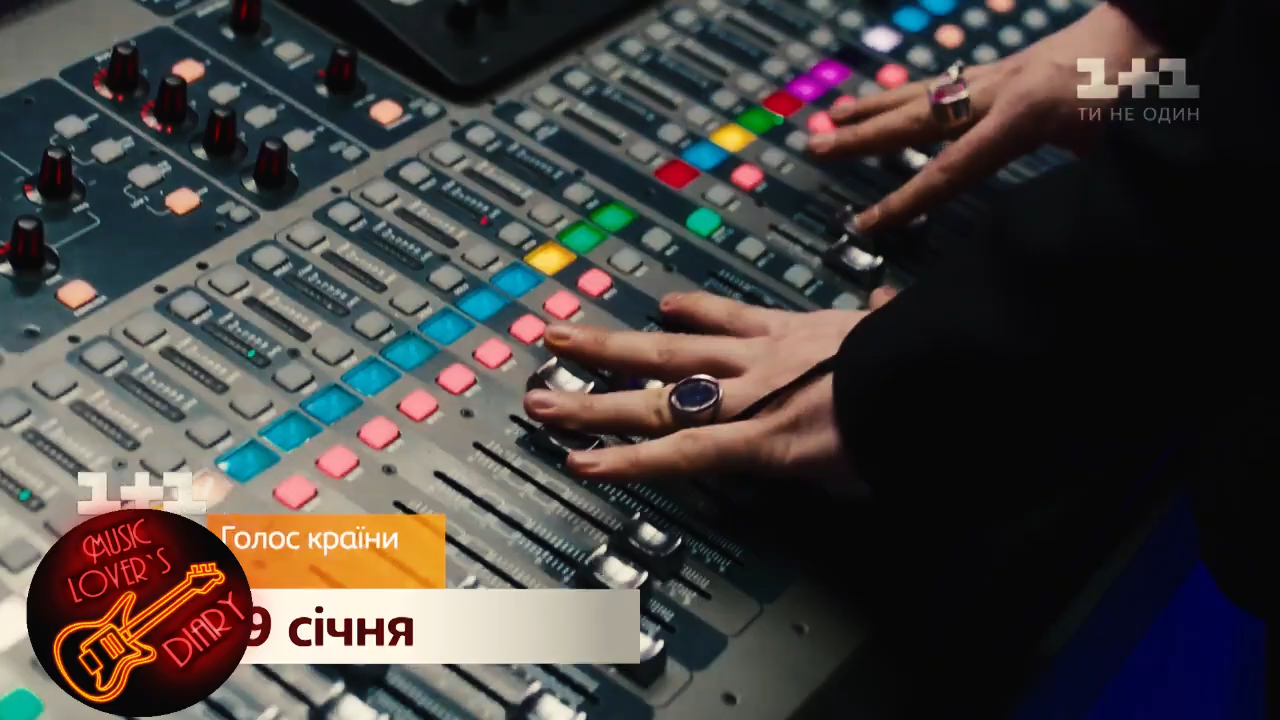 1+1
ТИ НЕ ОДИН
1+1
Голос країни
9 січня
MUSIC
LOVER`S
DIARY